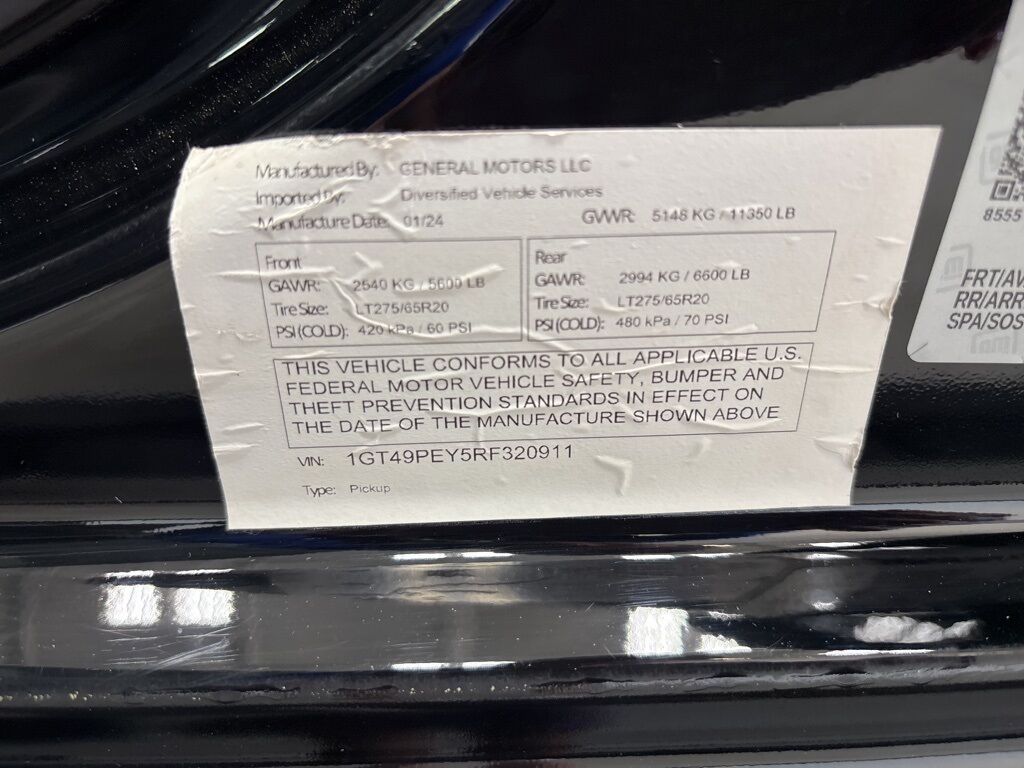 Manufactured By: GENERAL MOTORS LLC
Imported By: Diversified Vehicle Services
Manufacture Date: 01/24 GVWR: 5148 KG / 11350 LB
Front
GAWR: 2540 KG / 5600 LB
Tire Size: LT275/65R20
PSI(COLD): 420 kPa / 60 PSI
Rear
GAWR: 2994 KG / 6600 LB
Tire Size: LT275/65R20
PSI(COLD): 480 kPa / 70 PSI
THIS VEHICLE CONFORMS TO ALL APPLICABLE U.S.
FEDERAL MOTOR VEHICLE SAFETY, BUMPER AND
THEFT PREVENTION STANDARDS IN EFFECT ON
THE DATE OF THE MANUFACTURE SHOWN ABOVE
VIN: 1GT49PEY5RF320911
Type: Pickup
8555
FRT/AV
RR/ARR
SPA/SOS